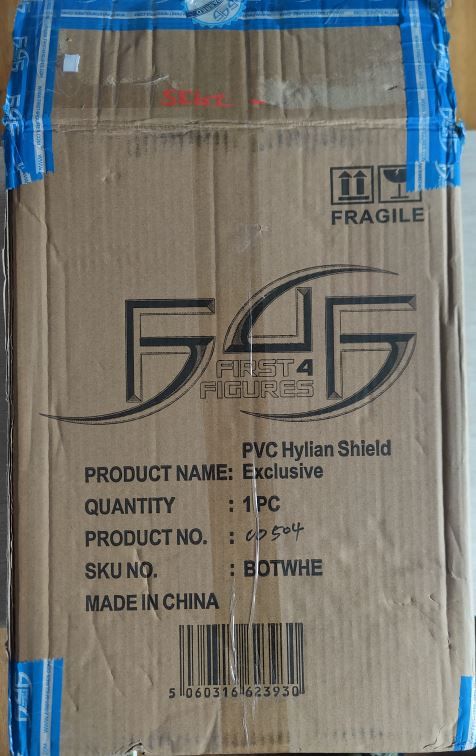 FRAGILE
F4F
FIRST 4
FIGURES
PVC Hylian Shield
PRODUCT NAME: Exclusive
QUANTITY : 1 PC
PRODUCT NO. : 00504
SKU NO. : BOTWHE
MADE IN CHINA
5 060316 623930